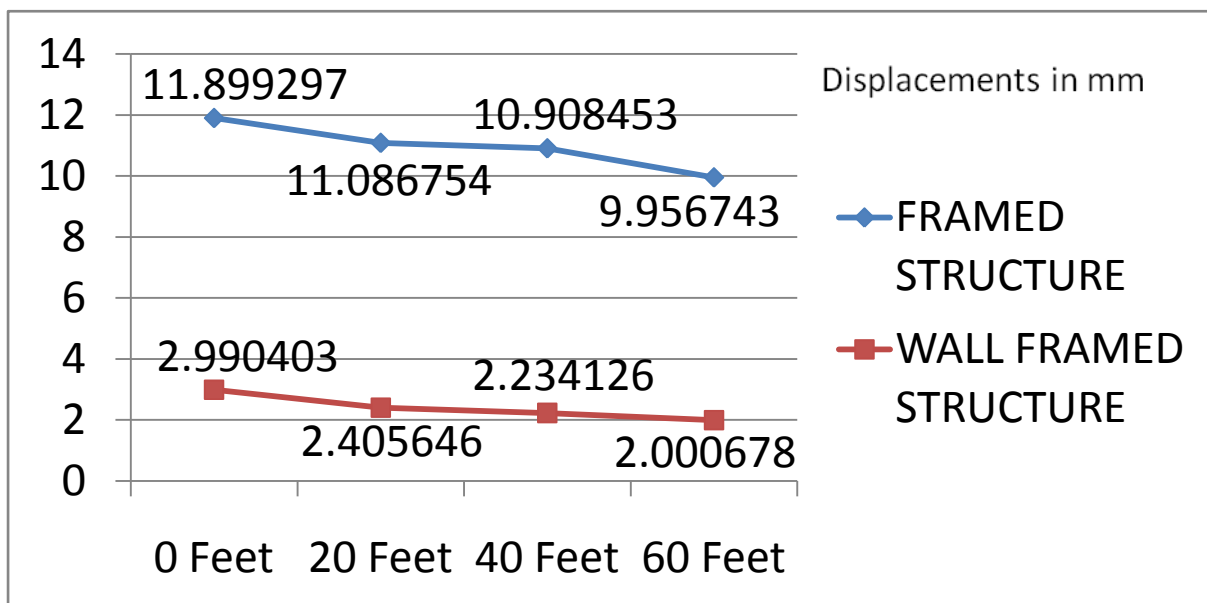 14
12
10
8
6
4
2
0
11.899297
11.086754
10.908453
9.956743
2.990403
2.405646
2.234126
2.000678
0 Feet 20 Feet 40 Feet 60 Feet
Displacements in mm
FRAMED
STRUCTURE
WALL FRAMED
STRUCTURE